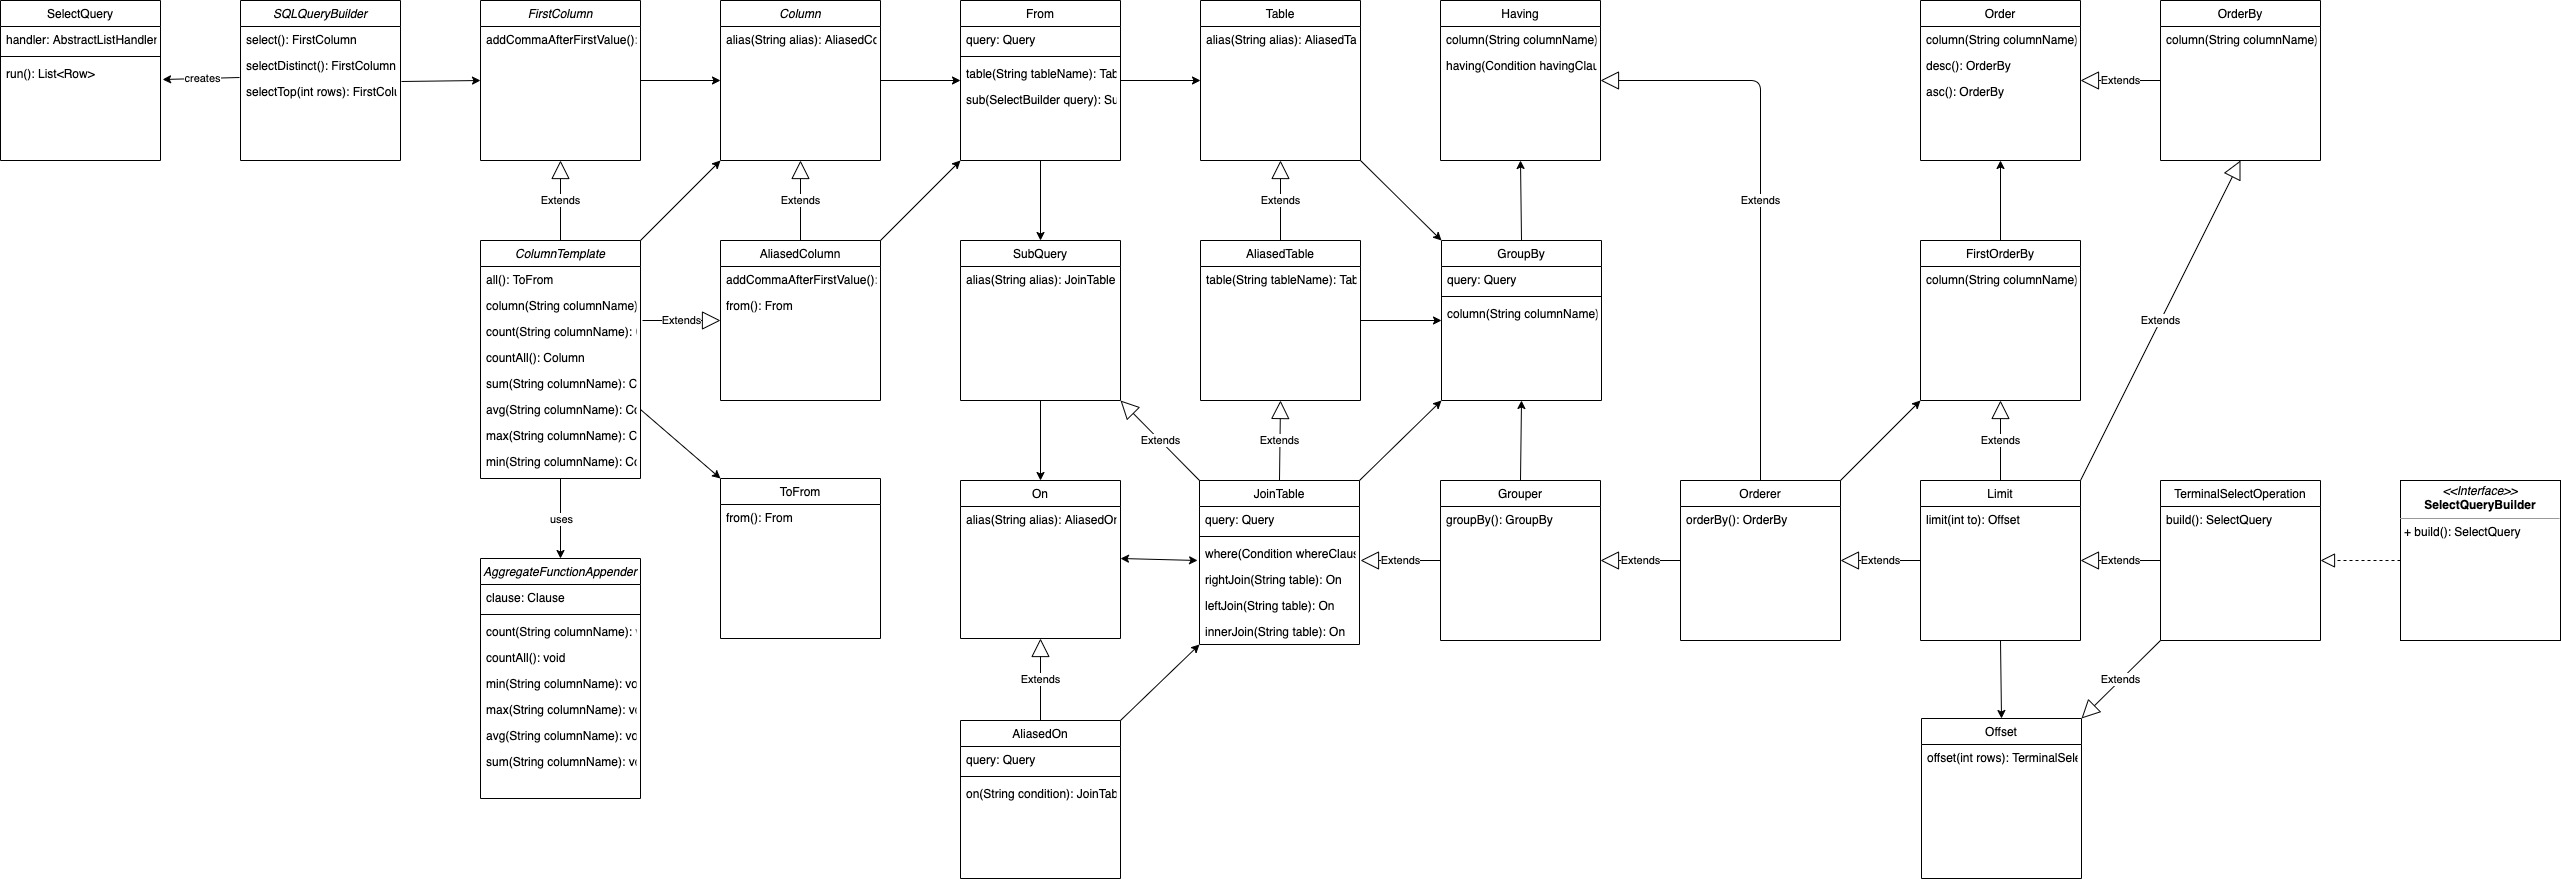 SelectQuery
handler: AbstractListHandler
run(): List<Row>
creates
SQLQueryBuilder
select(): FirstColumn
selectDistinct(): FirstColumn
selectTop(int rows): FirstColu
FirstColumn
addCommaAfterFirstValue():
Column
alias(String alias): AliasedCo
From
query: Query
table(String tableName): Tab
sub(SelectBuilder query): Su
Table
alias(String alias): AliasedTa
Having
column(String columnName)
having(Condition havingClau
Order
column(String columnName)
desc(): OrderBy
asc(): OrderBy
Extends
OrderBy
column(String columnName)
Extends
Extends
Extends
Extends
ColumnTemplate
all(): ToFrom
column(String columnName)
count(String columnName):
countAll(): Column
sum(String columnName): C
avg(String columnName): Co
max(String columnName): C
min(String columnName): Co
Extends
AliasedColumn
addCommaAfterFirstValue():
from(): From
SubQuery
alias(String alias): JoinTable
AliasedTable
table(String tableName): Tab
GroupBy
query: Query
column(String columnName)
FirstOrderBy
column(String columnName)
Extends
Extends
Extends
Extends
uses
ToFrom
from(): From
On
alias(String alias): AliasedOn
JoinTable
query: Query
where(Condition whereClaus
rightJoin(String table): On
leftJoin(String table): On
innerJoin(String table): On
Extends
Grouper
groupBy(): GroupBy
Extends
Orderer
orderBy(): OrderBy
Extends
Limit
limit(int to): Offset
Extends
TerminalSelectOperation
build(): SelectQuery
<<Interface>>
SelectQueryBuilder
+ build(): SelectQuery
AggregateFunctionAppender
clause: Clause
count(String columnName):
countAll(): void
min(String columnName): vo
max(String columnName): vo
avg(String columnName): vo
sum(String columnName): vo
Extends
Extends
AliasedOn
query: Query
on(String condition): JoinTab
Offset
offset(int rows): TerminalSele